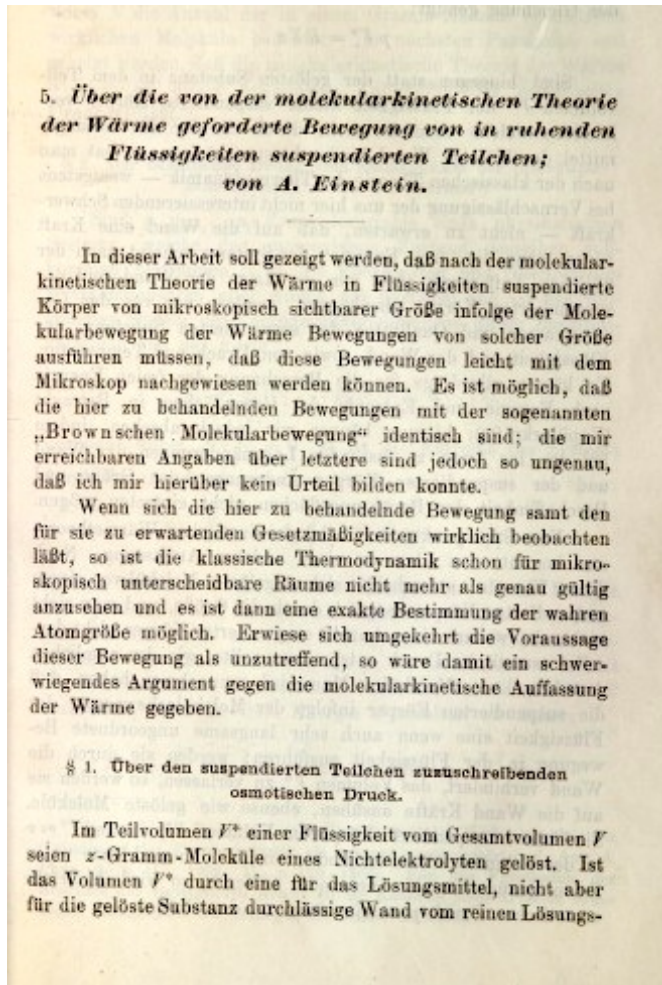 5. Über die von der molekularkinetischen Theorie
der Wärme geforderte Bewegung von in ruhenden
Flüssigkeiten suspendierten Teilchen;
von A. Einstein.
In dieser Arbeit soll gezeigt werden, daß nach der molekular-
kinetischen Theorie der Wärme in Flüssigkeiten suspendierte
Körper von mikroskopisch sichtbarer Größe infolge der Mole-
kularbewegung der Wärme Bewegungen von solcher Größe
ausführen müssen, daß diese Bewegungen leicht mit dem
Mikroskop nachgewiesen werden können. Es ist möglich, daß
die hier zu behandelnden Bewegungen mit der sogenannten
„Brownschen Molekularbewegung“ identisch sind; die mir
erreichbaren Angaben über letztere sind jedoch so ungenau,
daß ich mir hierüber kein Urteil bilden konnte.
Wenn sich die hier zu behandelnde Bewegung samt den
für sie zu erwartenden Gesetzmäßigkeiten wirklich beobachten
läßt, so ist die klassische Thermodynamik schon für mikro-
skopisch unterscheidbare Räume nicht mehr als genau gültig
anzusehen und es ist dann eine exakte Bestimmung der wahren
Atomgröße möglich. Erwiese sich umgekehrt die Voraussage
dieser Bewegung als unzutreffend, so wäre damit ein schwer-
wiegendes Argument gegen die molekularkinetische Auffassung
der Wärme gegeben.
§ 1. Über den suspendierten Teilchen zuzuschreibenden
osmotischen Druck.
Im Teilvolumen V* einer Flüssigkeit vom Gesamtvolumen V
seien z-Gramm-Moleküle eines Nichtelektrolyten gelöst. Ist
das Volumen V* durch eine für das Lösungsmittel, nicht aber
für die gelöste Substanz durchlässige Wand vom reinen Lösungs-